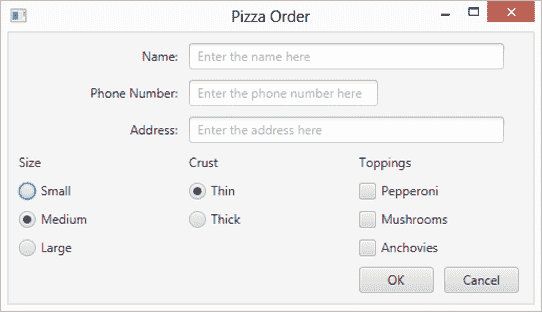 Pizza Order
Name: Enter the name here
Phone Number: Enter the phone number here
Address: Enter the address here
Size Crust Toppings
Small Thin Pepperoni
Medium Thick Mushrooms
Large Anchovies
OK Cancel